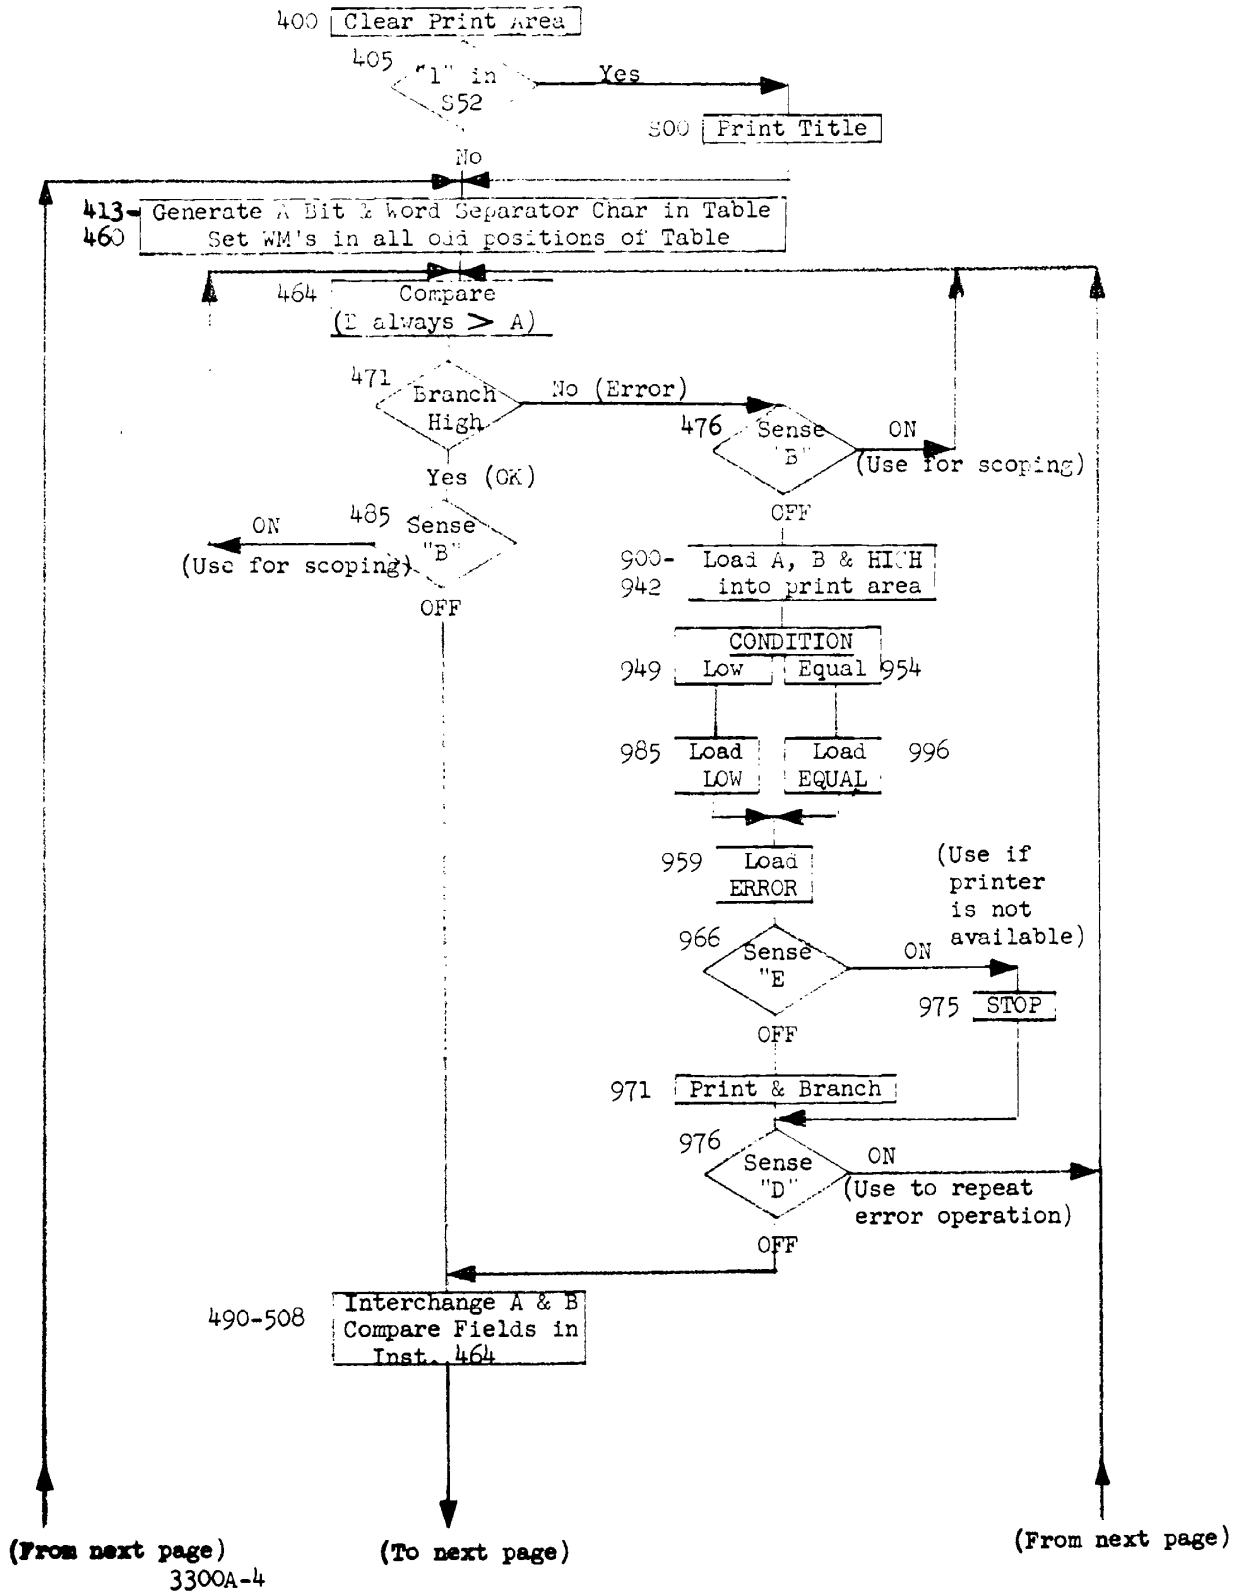 400 Clear Print Area
405 "1" in
S52
Yes
800 Print Title
No
413- Generate A Bit & Word Separator Char in Table
460 Set WM's in all odd positions of Table
464 Compare
(B always > A)
471 Branch
High
No (Error)
476 Sense
"B"
ON
(Use for scoping)
Yes (OK)
OFF
485 Sense
"B"
ON
(Use for scoping)
OFF
900- Load A, B & HIGH
942 into print area
CONDITION
949 Low Equal 954
985 Load Load 996
LOW EQUAL
959 Load
ERROR
(Use if
printer
is not
available)
966 Sense
"E
ON
975 STOP
OFF
971 Print & Branch
976 Sense
"D"
ON
(Use to repeat
error operation)
OFF
490-508 Interchange A & B
Compare Fields in
Inst. 464
(From next page) (To next page) (From next page)
3300A-4